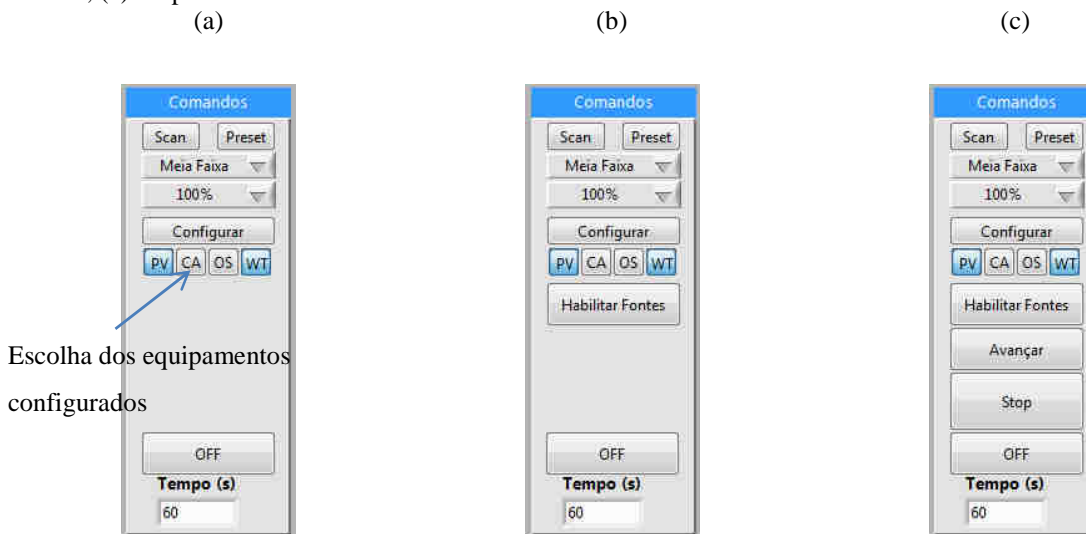 (a)
(b)
(c)
Comandos
Scan Preset
Meia Faixa
100%
Configurar
PV CA OS WT
Escolha dos equipamentos
configurados
OFF
Tempo (s)
60
Comandos
Scan Preset
Meia Faixa
100%
Configurar
PV CA OS WT
Habilitar Fontes
OFF
Tempo (s)
60
Comandos
Scan Preset
Meia Faixa
100%
Configurar
PV CA OS WT
Habilitar Fontes
Avançar
Stop
OFF
Tempo (s)
60